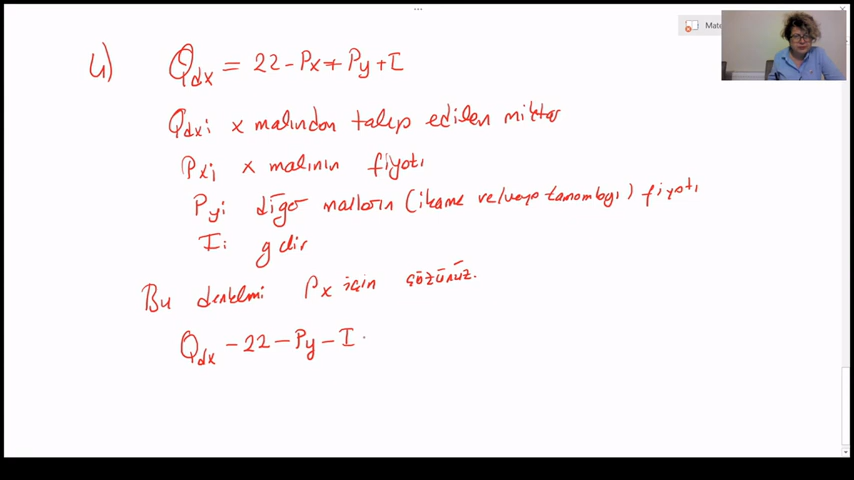 Mate
4) Qdx = 22 - Px + Py + I
Qdx: x malından talep edilen miktar
Px: x malının fiyatı
Py: diğer malların (ikame ve/veya tamamlayıcı) fiyatı
I: gelir
Bu denklemi Px için çözünüz.
Qdx - 22 - Py - I